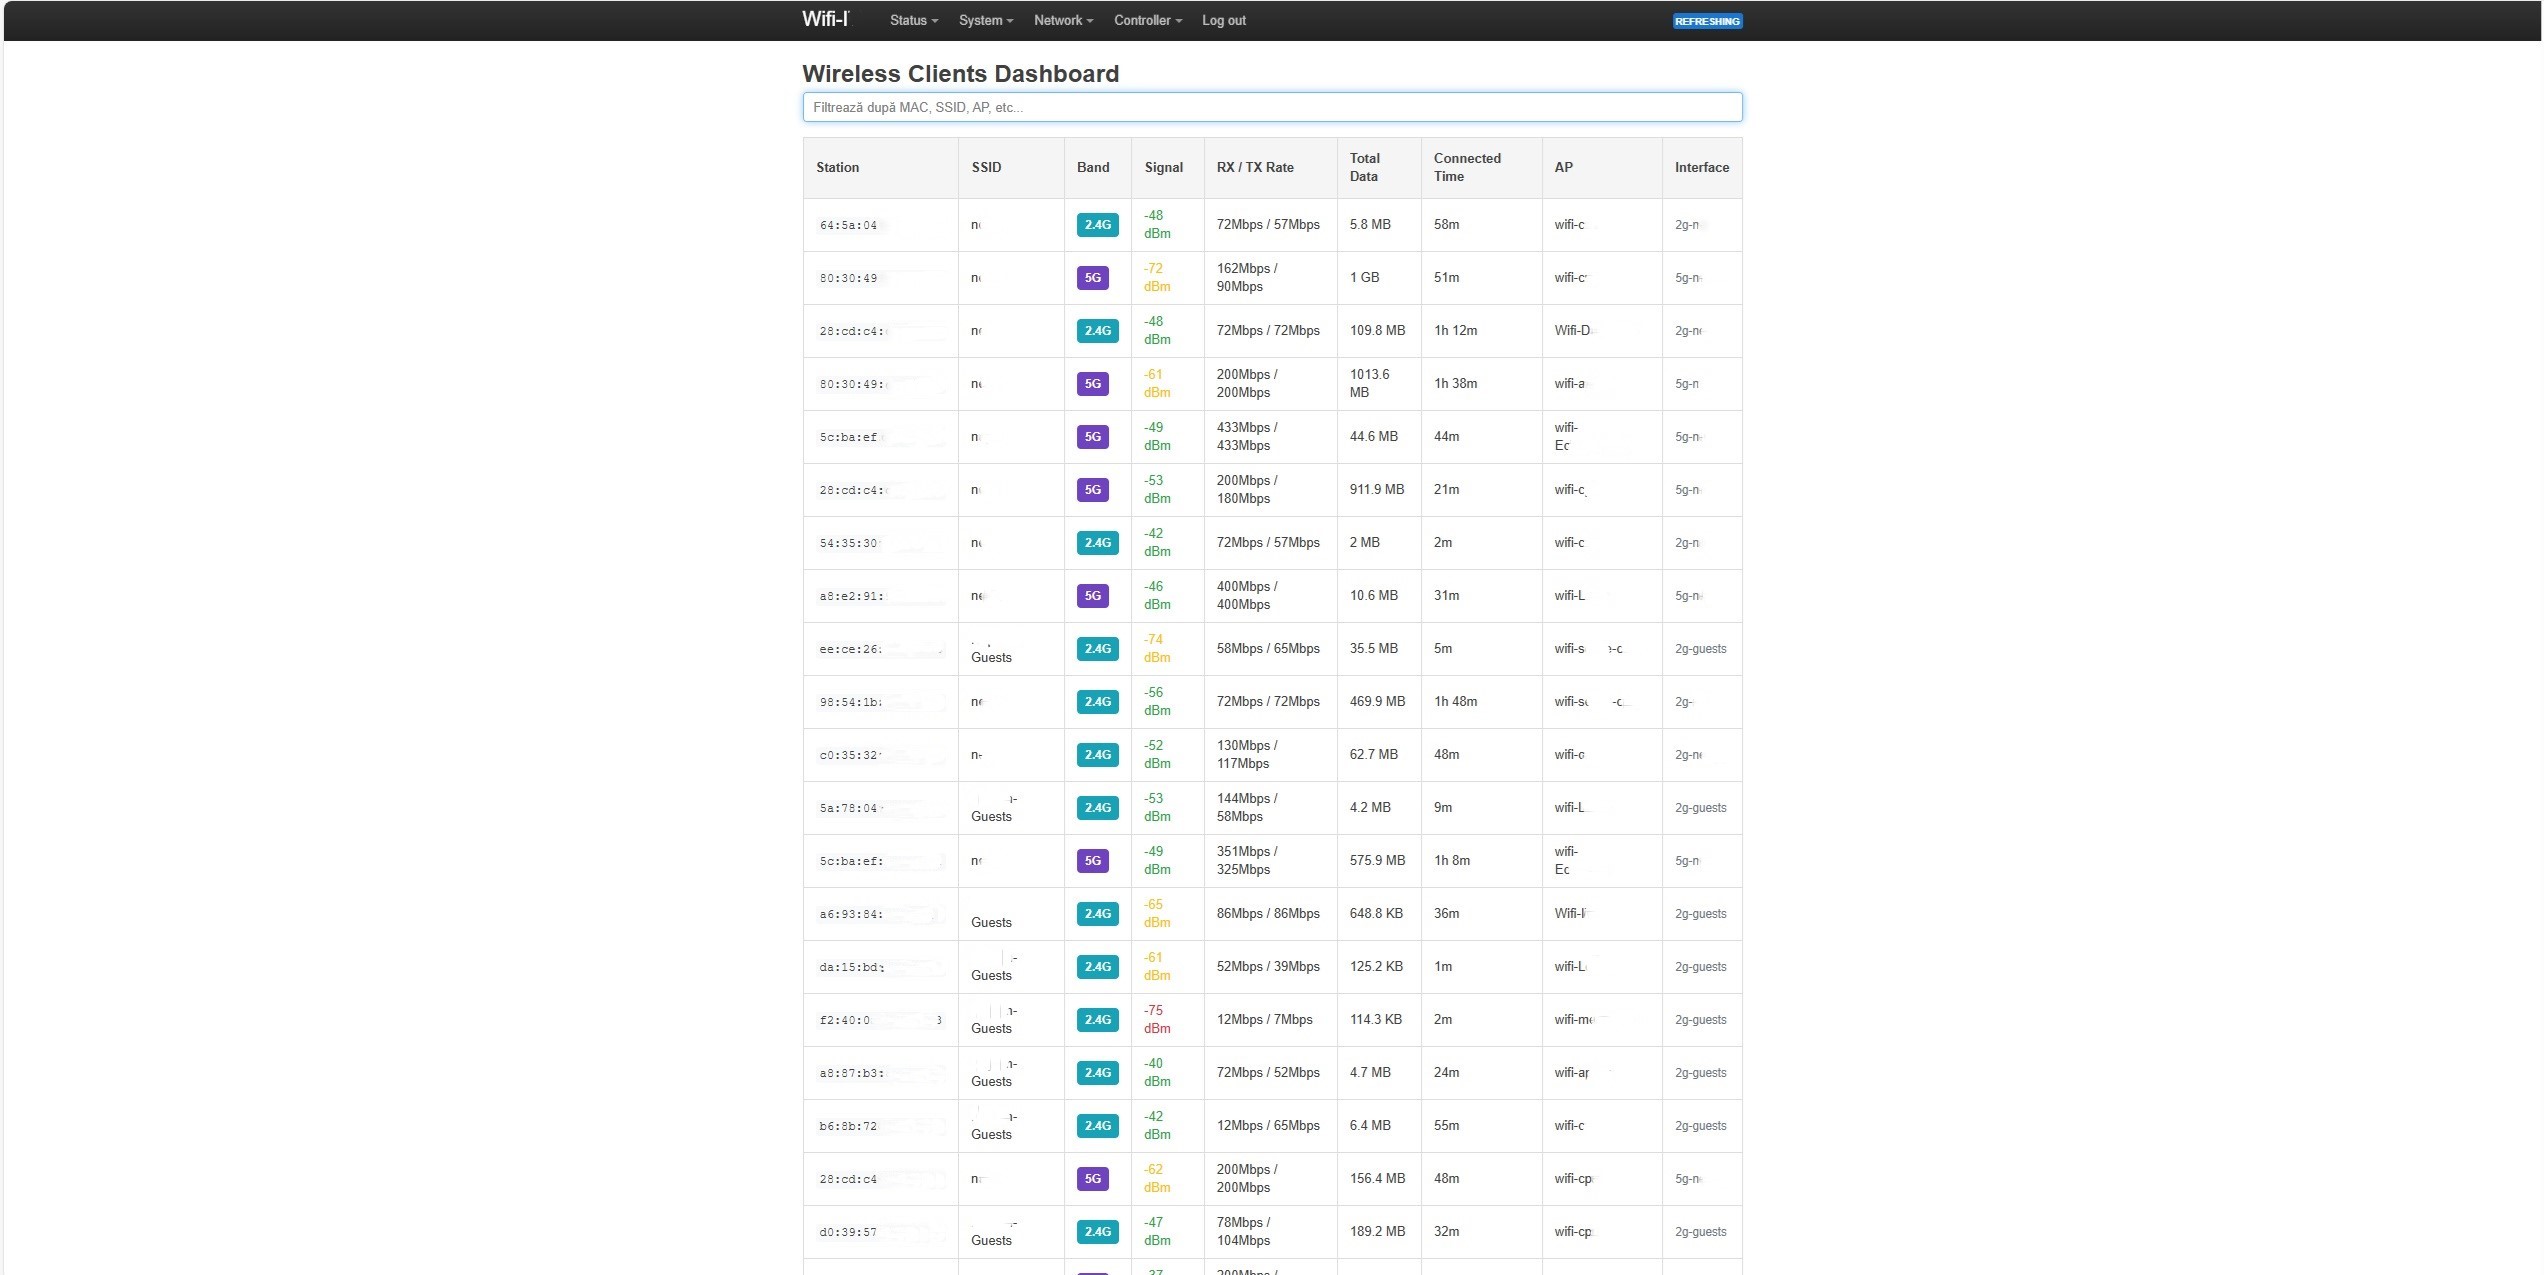 Wifi-I Status System Network Controller Log out REFRESHING
Wireless Clients Dashboard
Filtrează după MAC, SSID, AP, etc...
Station SSID Band Signal RX / TX Rate Total Data Connected Time AP Interface
64:5a:04 2.4G -48 dBm 72Mbps / 57Mbps 5.8 MB 58m wifi-c 2g-n
80:30:49 5G -72 dBm 162Mbps / 90Mbps 1 GB 51m wifi-c 5g-n
28:cd:c4: 2.4G -48 dBm 72Mbps / 72Mbps 109.8 MB 1h 12m Wifi-D 2g-ne
80:30:49: 5G -61 dBm 200Mbps / 200Mbps 1013.6 MB 1h 38m wifi-a 5g-n
5c:ba:ef 5G -49 dBm 433Mbps / 433Mbps 44.6 MB 44m wifi-Ec 5g-n
28:cd:c4: 5G -53 dBm 200Mbps / 180Mbps 911.9 MB 21m wifi-c 5g-n
54:35:30 2.4G -42 dBm 72Mbps / 57Mbps 2 MB 2m wifi-c 2g-n
a8:e2:91: ne 5G -46 dBm 400Mbps / 400Mbps 10.6 MB 31m wifi-L 5g-n
ee:ce:26: Guests 2.4G -74 dBm 58Mbps / 65Mbps 35.5 MB 5m wifi-s 2g-guests
98:54:1b: ne 2.4G -56 dBm 72Mbps / 72Mbps 469.9 MB 1h 48m wifi-s 2g-
c0:35:32 n- 2.4G -52 dBm 130Mbps / 117Mbps 62.7 MB 48m wifi-c 2g-ne
5a:78:04 Guests 2.4G -53 dBm 144Mbps / 58Mbps 4.2 MB 9m wifi-L 2g-guests
5c:ba:ef: 5G -49 dBm 351Mbps / 325Mbps 575.9 MB 1h 8m wifi-Ec 5g-n
a6:93:84: Guests 2.4G -65 dBm 86Mbps / 86Mbps 648.8 KB 36m Wifi-l 2g-guests
da:15:bd: Guests 2.4G -61 dBm 52Mbps / 39Mbps 125.2 KB 1m wifi-L 2g-guests
f2:40:0 3 Guests 2.4G -75 dBm 12Mbps / 7Mbps 114.3 KB 2m wifi-me 2g-guests
a8:87:b3: Guests 2.4G -40 dBm 72Mbps / 52Mbps 4.7 MB 24m wifi-ap 2g-guests
b6:8b:72 Guests 2.4G -42 dBm 12Mbps / 65Mbps 6.4 MB 55m wifi-c 2g-guests
28:cd:c4 5G -62 dBm 200Mbps / 200Mbps 156.4 MB 48m wifi-cp 5g-n
d0:39:57 Guests 2.4G -47 dBm 78Mbps / 104Mbps 189.2 MB 32m wifi-cp 2g-guests